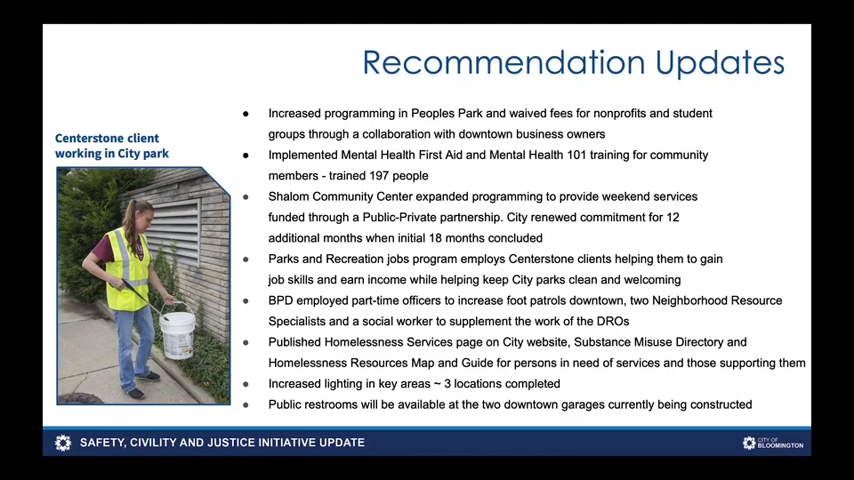 Recommendation Updates
Centerstone client
working in City park
● Increased programming in Peoples Park and waived fees for nonprofits and student
groups through a collaboration with downtown business owners
● Implemented Mental Health First Aid and Mental Health 101 training for community
members - trained 197 people
● Shalom Community Center expanded programming to provide weekend services
funded through a Public-Private partnership. City renewed commitment for 12
additional months when initial 18 months concluded
● Parks and Recreation jobs program employs Centerstone clients helping them to gain
job skills and earn income while helping keep City parks clean and welcoming
● BPD employed part-time officers to increase foot patrols downtown, two Neighborhood Resource
Specialists and a social worker to supplement the work of the DROs
● Published Homelessness Services page on City website, Substance Misuse Directory and
Homelessness Resources Map and Guide for persons in need of services and those supporting them
● Increased lighting in key areas ~ 3 locations completed
● Public restrooms will be available at the two downtown garages currently being constructed
SAFETY, CIVILITY AND JUSTICE INITIATIVE UPDATE
CITY OF
BLOOMINGTON